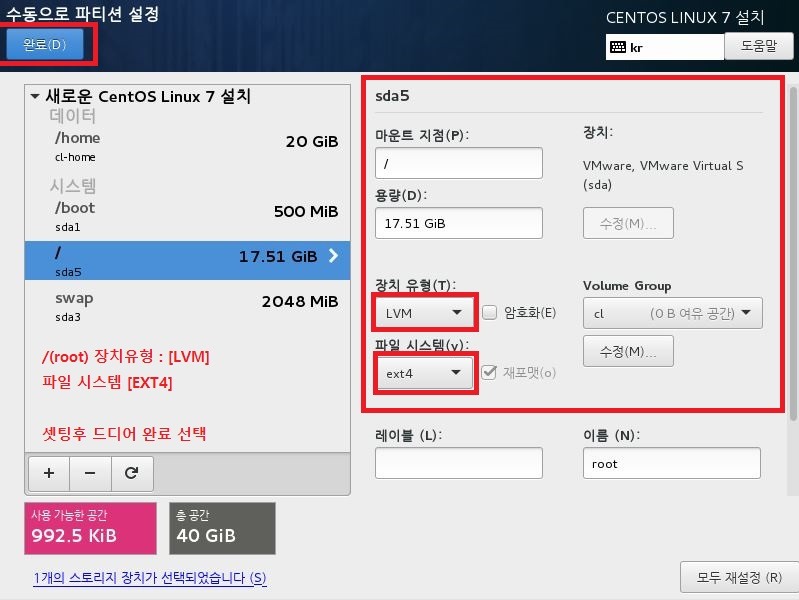 수동으로 파티션 설정
CENTOS LINUX 7 설치
완료(D)
kr
도움말
새로운 CentOS Linux 7 설치
데이터
/home
20 GiB
cl-home
시스템
/boot
500 MiB
sda1
/
17.51 GiB
sda5
swap
2048 MiB
sda3
/(root) 장치유형 : [LVM]
파일 시스템 [EXT4]
셋팅후 드디어 완료 선택
+ −
사용 가능한 공간
992.5 KiB
총 공간
40 GiB
1개의 스토리지 장치가 선택되었습니다 (S)
sda5
마운트 지점(P):
/
용량(D):
17.51 GiB
장치:
VMware, VMware Virtual S
(sda)
수정(M)...
장치 유형(T):
LVM
암호화(E)
파일 시스템(y):
ext4
재포맷(o)
Volume Group
cl (0 B 여유 공간)
수정(M)...
레이블 (L):
이름 (N):
root
모두 재설정 (R)